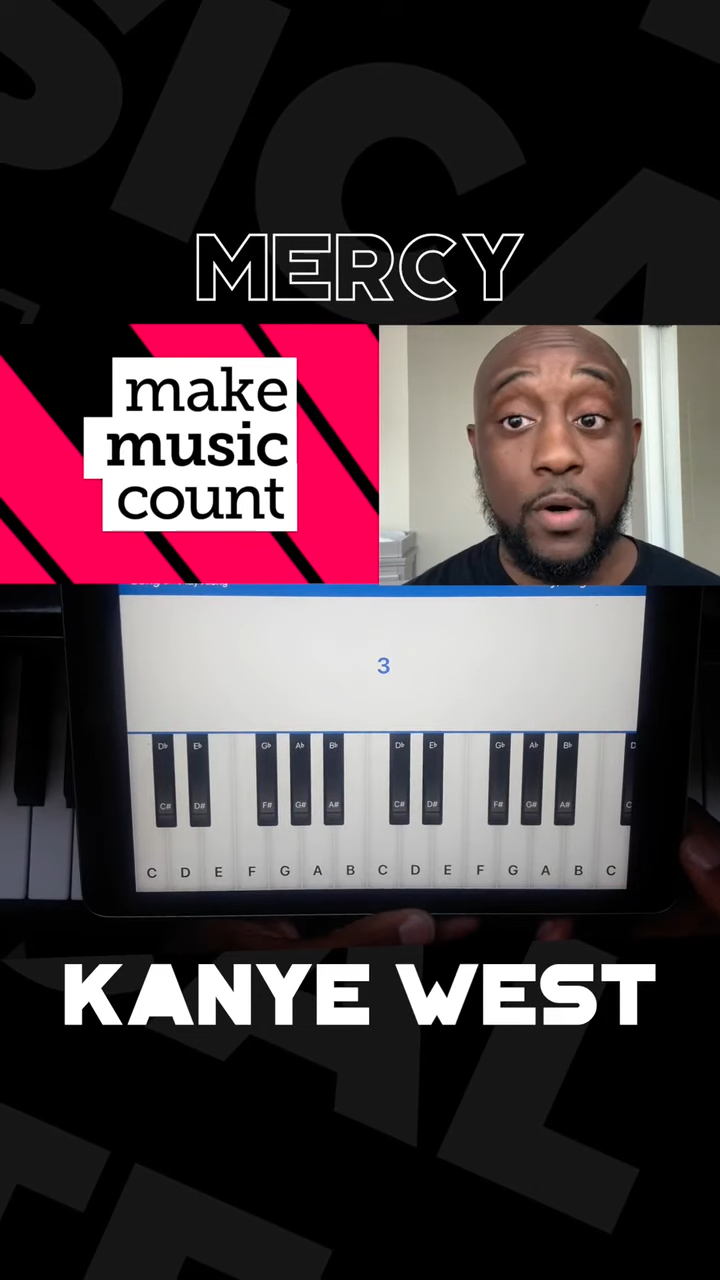 MERCY
make
music
count
3
D♭ E♭ G♭ A♭ B♭ D♭ E♭ G♭ A♭ B♭ D
C# D# F# G# A# C# D# F# G# A# C
C D E F G A B C D E F G A B C
KANYE WEST